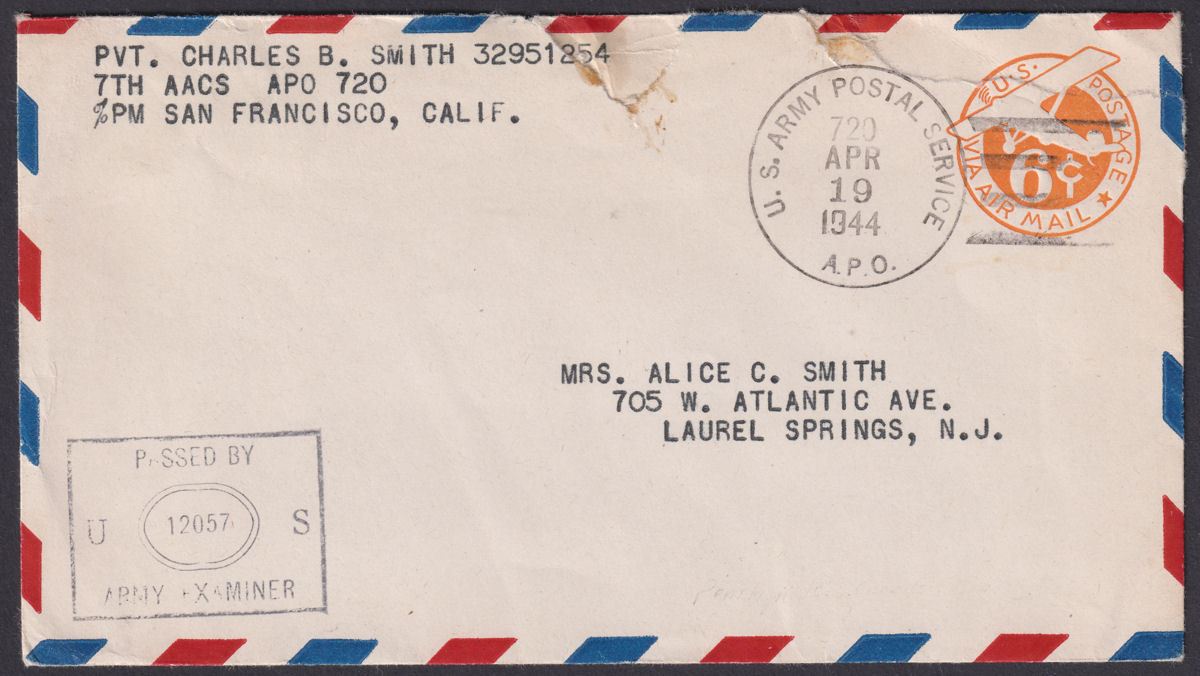 PVT. CHARLES B. SMITH 32951254
7TH AACS APO 720
%PM SAN FRANCISCO, CALIF.
U. S. ARMY POSTAL SERVICE
720
APR
19
1944
A.P.O.
U.S. POSTAGE
6¢
VIA AIR MAIL
MRS. ALICE C. SMITH
705 W. ATLANTIC AVE.
LAUREL SPRINGS, N.J.
PASSED BY
U 12057 S
ARMY EXAMINER